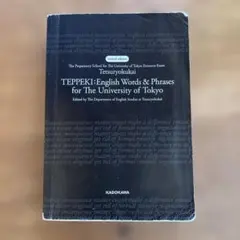 The Preparatory School for The University of Tokyo Entrance Exam
Tetsuryokukai
TEPPEKI:English Words & Phrases
for The University of Tokyo
Edited by The Department of English Studies at Tetsuryokukai
KADOKAWA